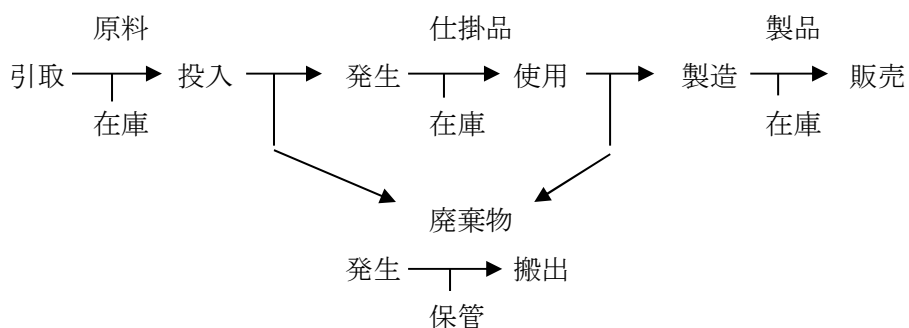 原料 仕掛品 製品
引取 投入 発生 使用 製造 販売
在庫 在庫 在庫
廃棄物
発生 搬出
保管